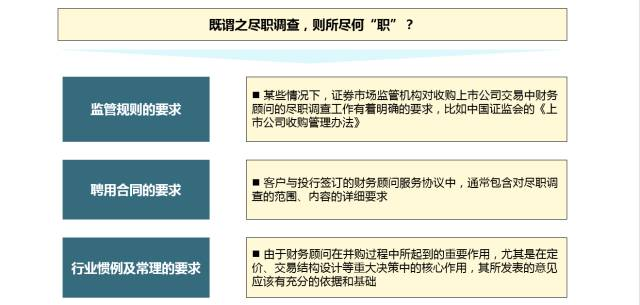 既谓之尽职调查，则所尽何“职”？
监管规则的要求
■ 某些情况下，证券市场监管机构对收购上市公司交易中财务
顾问的尽职调查工作有着明确的要求，比如中国证监会的《上
市公司收购管理办法》
聘用合同的要求
■ 客户与投行签订的财务顾问服务协议中，通常包含对尽职调
查的范围、内容的详细要求
行业惯例及常理的要求
■ 由于财务顾问在并购过程中所起到的重要作用，尤其是在定
价、交易结构设计等重大决策中的核心作用，其所发表的意见
应该有充分的依据和基础